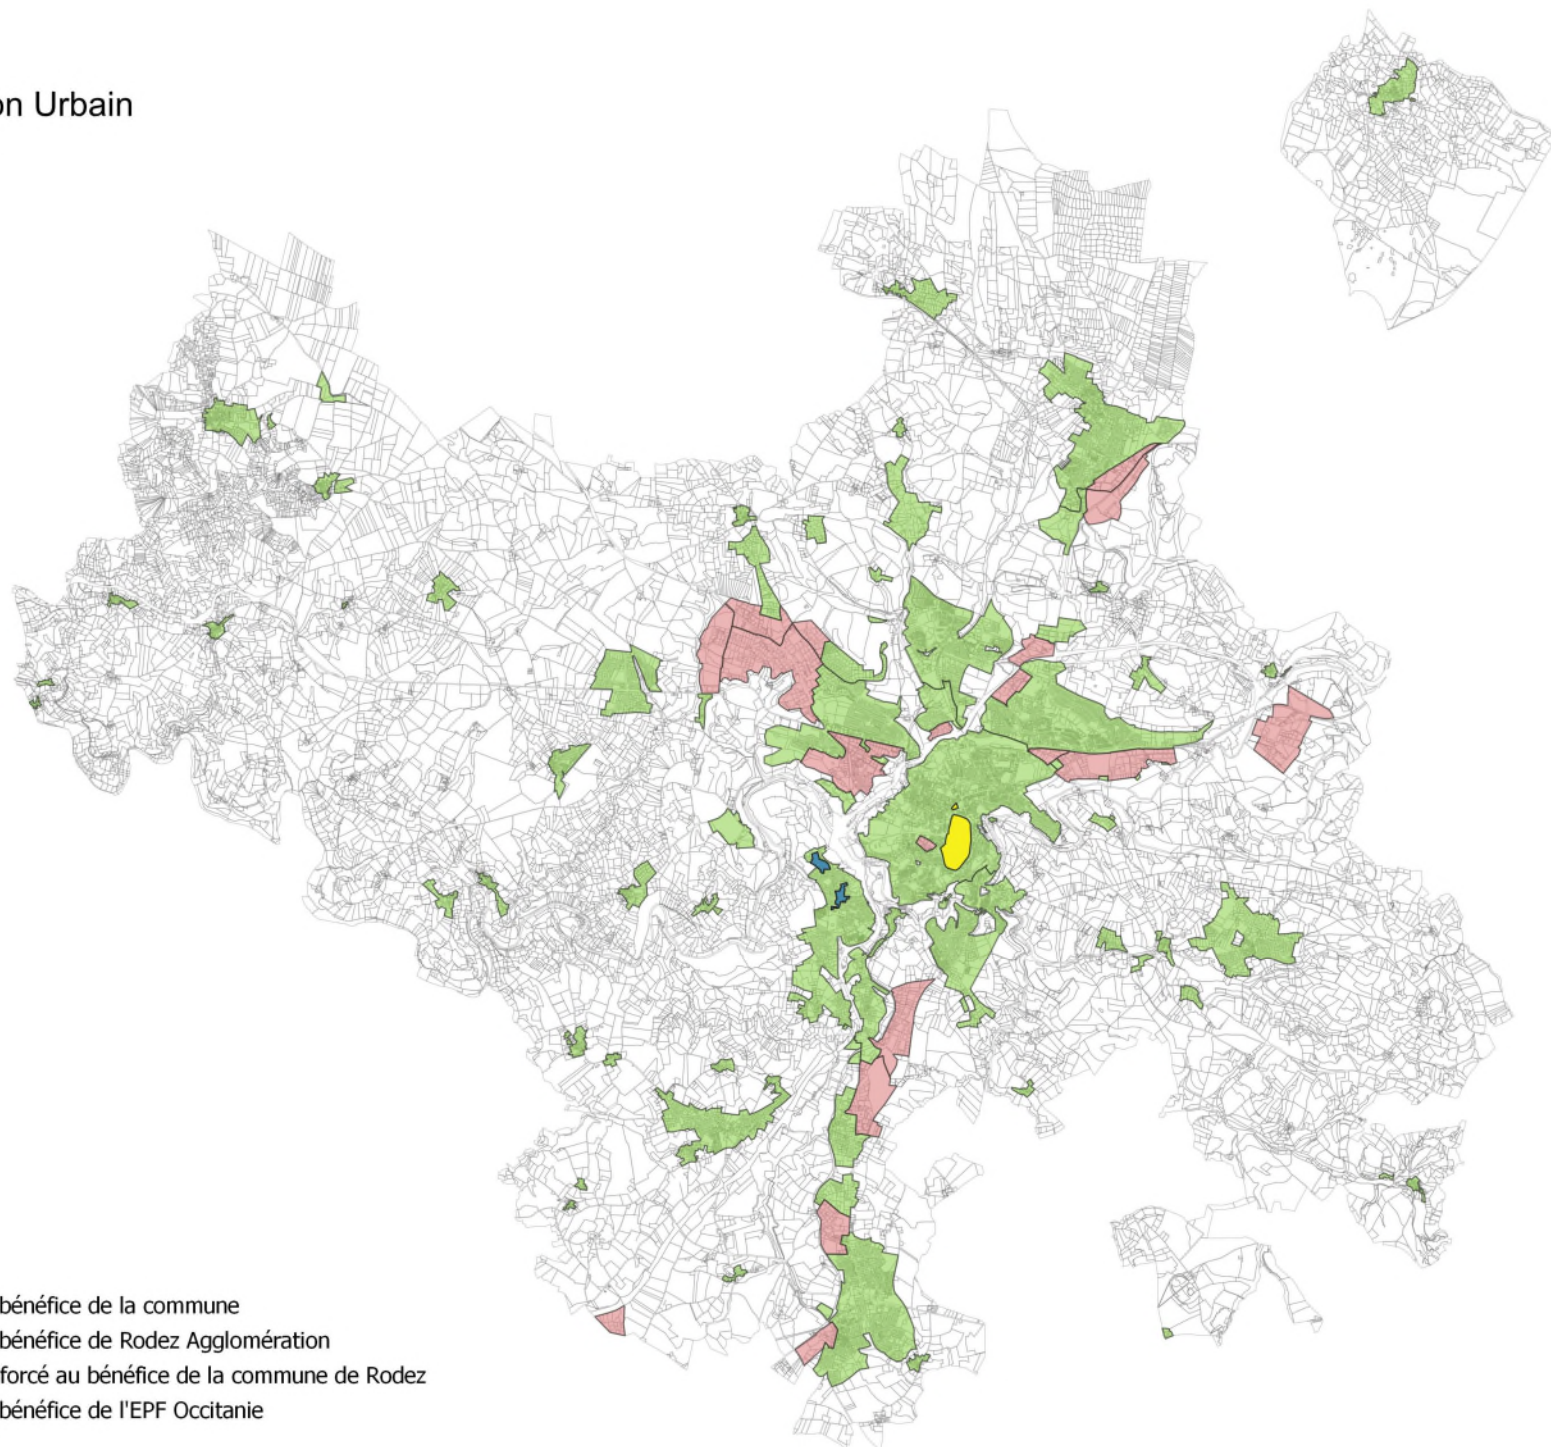 on Urbain
bénéfice de la commune
bénéfice de Rodez Agglomération
forcé au bénéfice de la commune de Rodez
bénéfice de l'EPF Occitanie